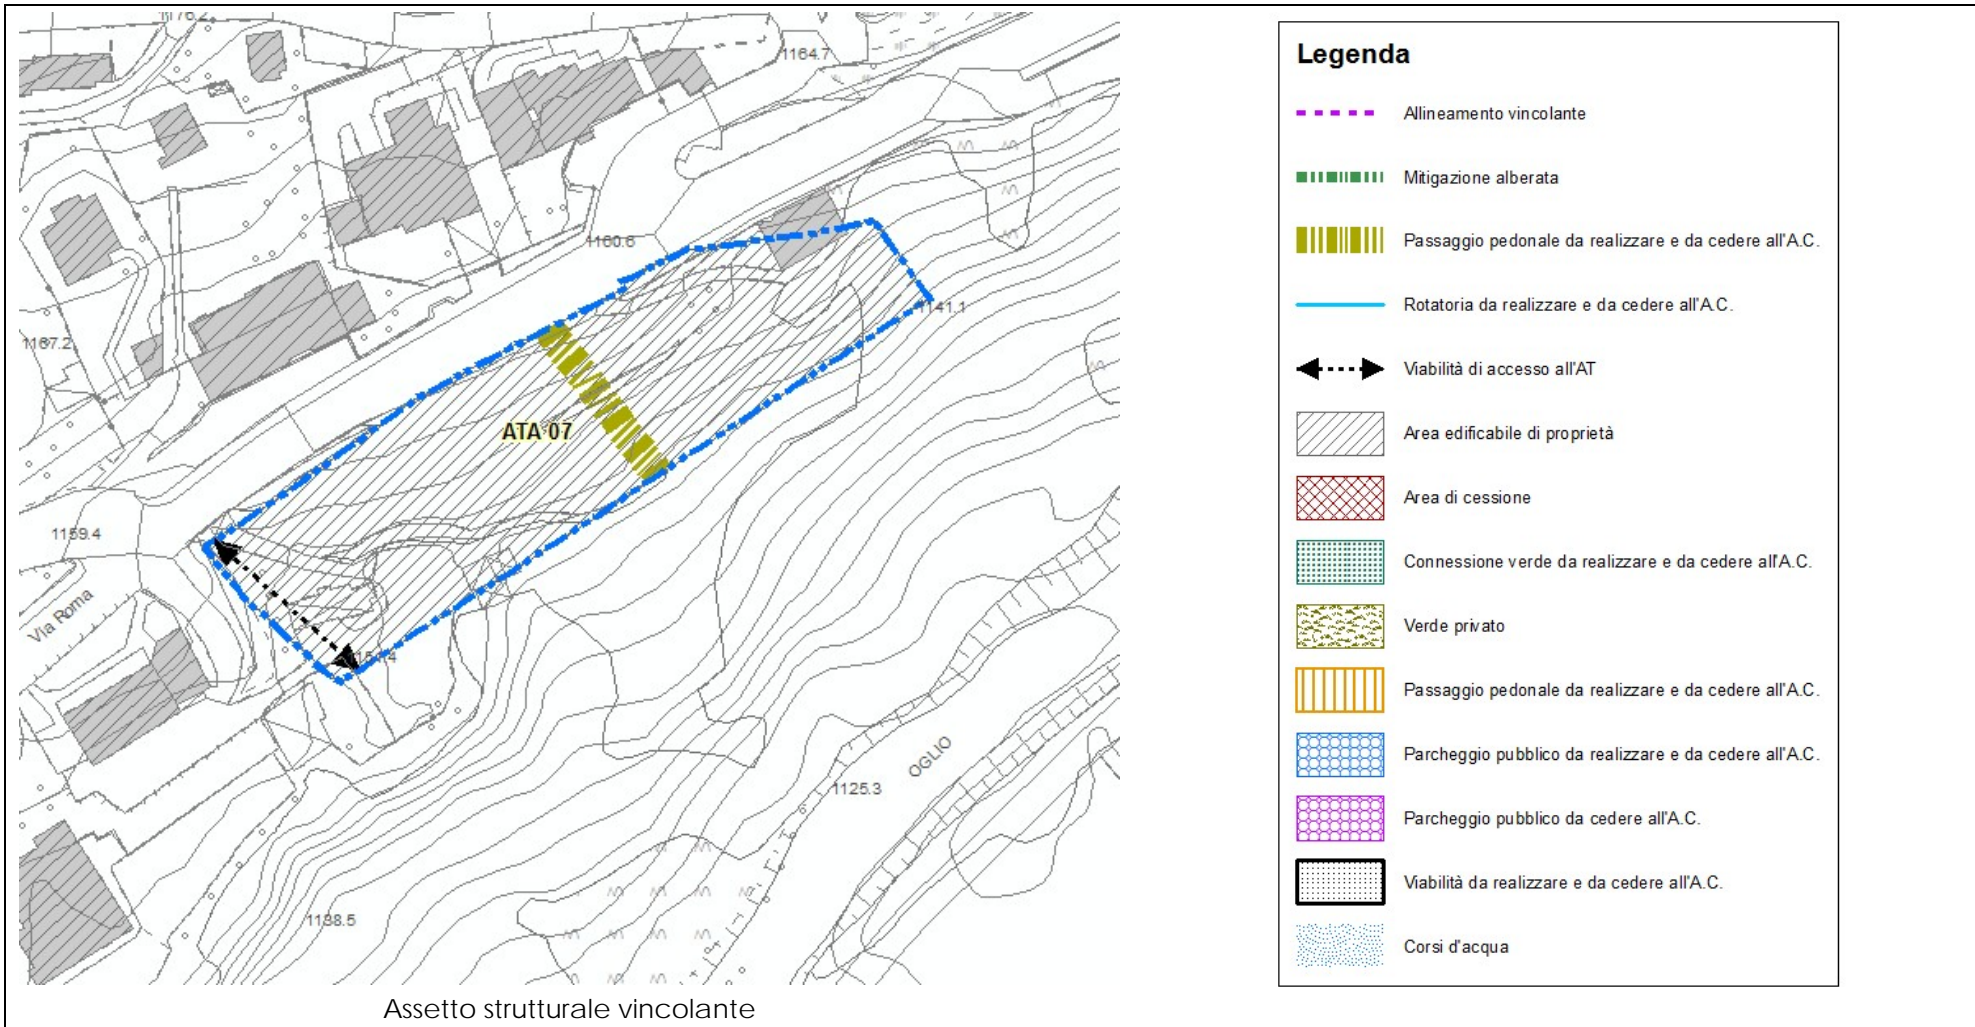 1176.2
1164.7
1160.6
1141.1
1167.2
ATA 07
1159.4
Via Roma
OGLIO
1125.3
1138.5
Assetto strutturale vincolante
Legenda
Allineamento vincolante
Mitigazione alberata
Passaggio pedonale da realizzare e da cedere all'A.C.
Rotatoria da realizzare e da cedere all'A.C.
Viabilità di accesso all'AT
Area edificabile di proprietà
Area di cessione
Connessione verde da realizzare e da cedere all'A.C.
Verde privato
Passaggio pedonale da realizzare e da cedere all'A.C.
Parcheggio pubblico da realizzare e da cedere all'A.C.
Parcheggio pubblico da cedere all'A.C.
Viabilità da realizzare e da cedere all'A.C.
Corsi d'acqua